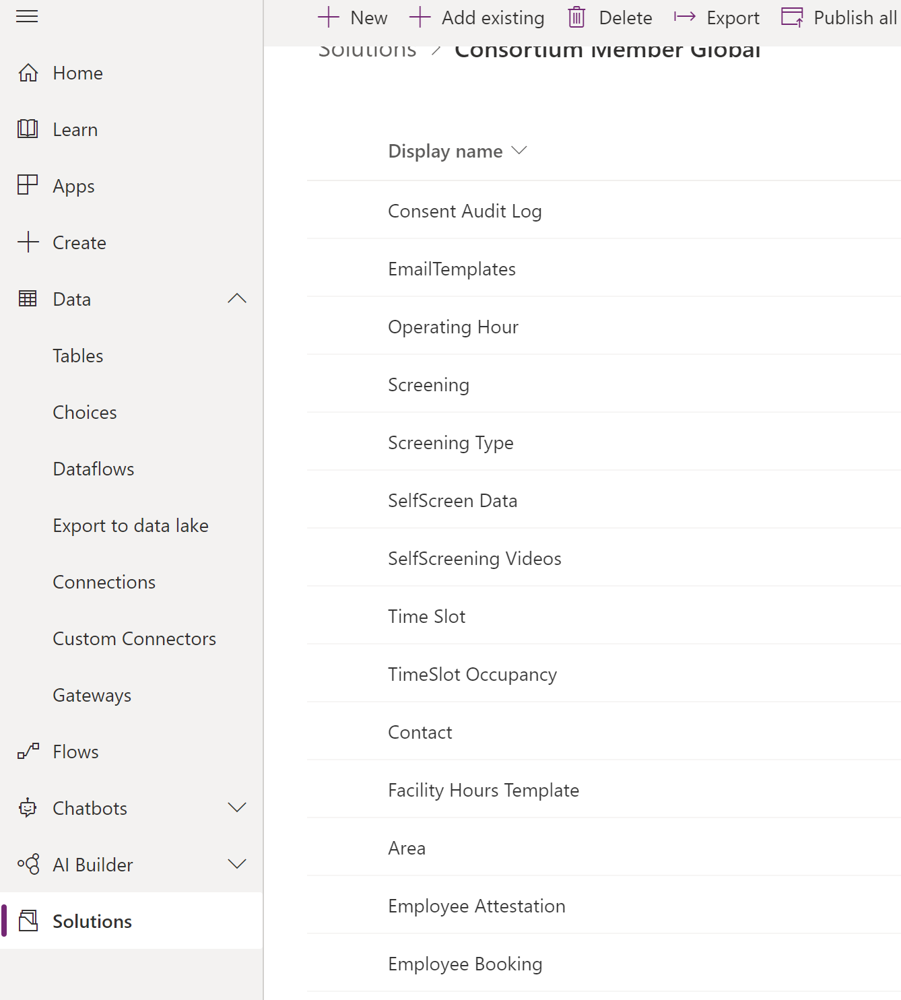 New
Add existing
Delete
Export
Publish all
Solutions > Consortium Member Global
Home
Learn
Apps
Create
Data
Tables
Choices
Dataflows
Export to data lake
Connections
Custom Connectors
Gateways
Flows
Chatbots
AI Builder
Solutions
Display name
Consent Audit Log
EmailTemplates
Operating Hour
Screening
Screening Type
SelfScreen Data
SelfScreening Videos
Time Slot
TimeSlot Occupancy
Contact
Facility Hours Template
Area
Employee Attestation
Employee Booking